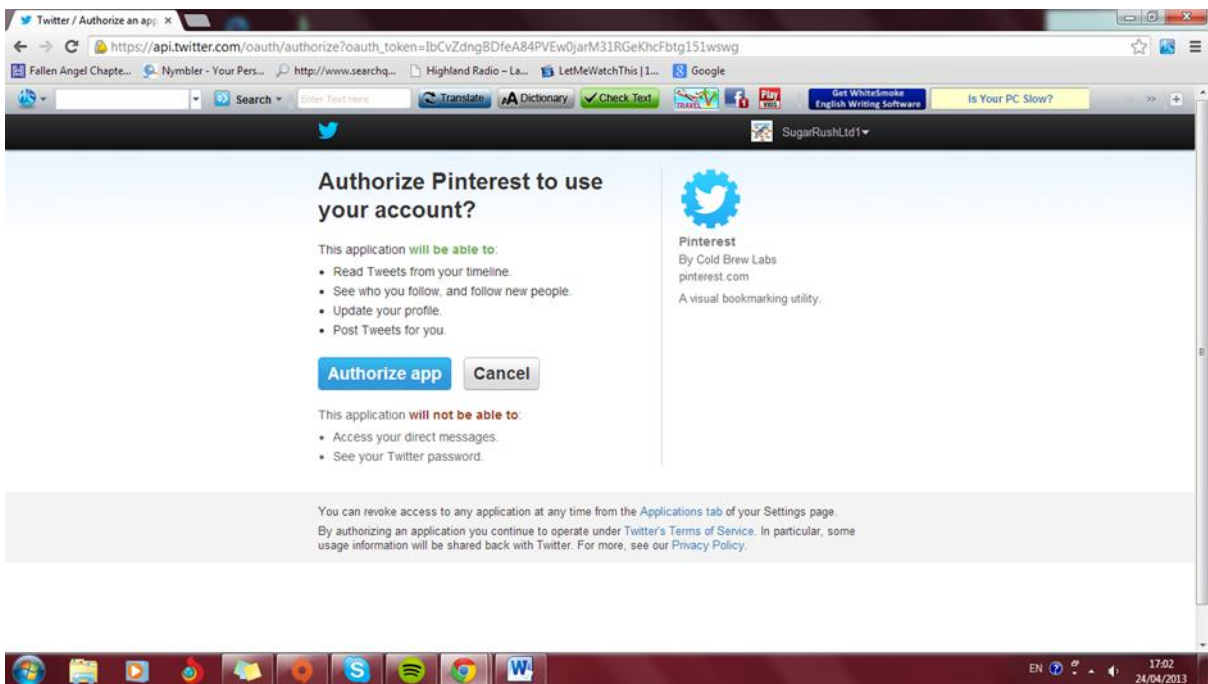 Twitter / Authorize an app
https://api.twitter.com/oauth/authorize?oauth_token=IbCvZdngBDfeA84PVEw0jarM31RGeKhcFbtg151wswg
Fallen Angel Chapte... Nymbler - Your Pers... http://www.searchq... Highland Radio – La... LetMeWatchThis | 1... Google
Search Enter Text Here Translate Dictionary Check Text TRAVEL Play Get WhiteSmoke English Writing Software Is Your PC Slow?
SugarRushLtd1
Authorize Pinterest to use
your account?
This application will be able to:
• Read Tweets from your timeline.
• See who you follow, and follow new people.
• Update your profile.
• Post Tweets for you.
Authorize app Cancel
This application will not be able to:
• Access your direct messages.
• See your Twitter password.
Pinterest
By Cold Brew Labs
pinterest.com
A visual bookmarking utility.
You can revoke access to any application at any time from the Applications tab of your Settings page.
By authorizing an application you continue to operate under Twitter's Terms of Service. In particular, some
usage information will be shared back with Twitter. For more, see our Privacy Policy.
EN 17:02
24/04/2013